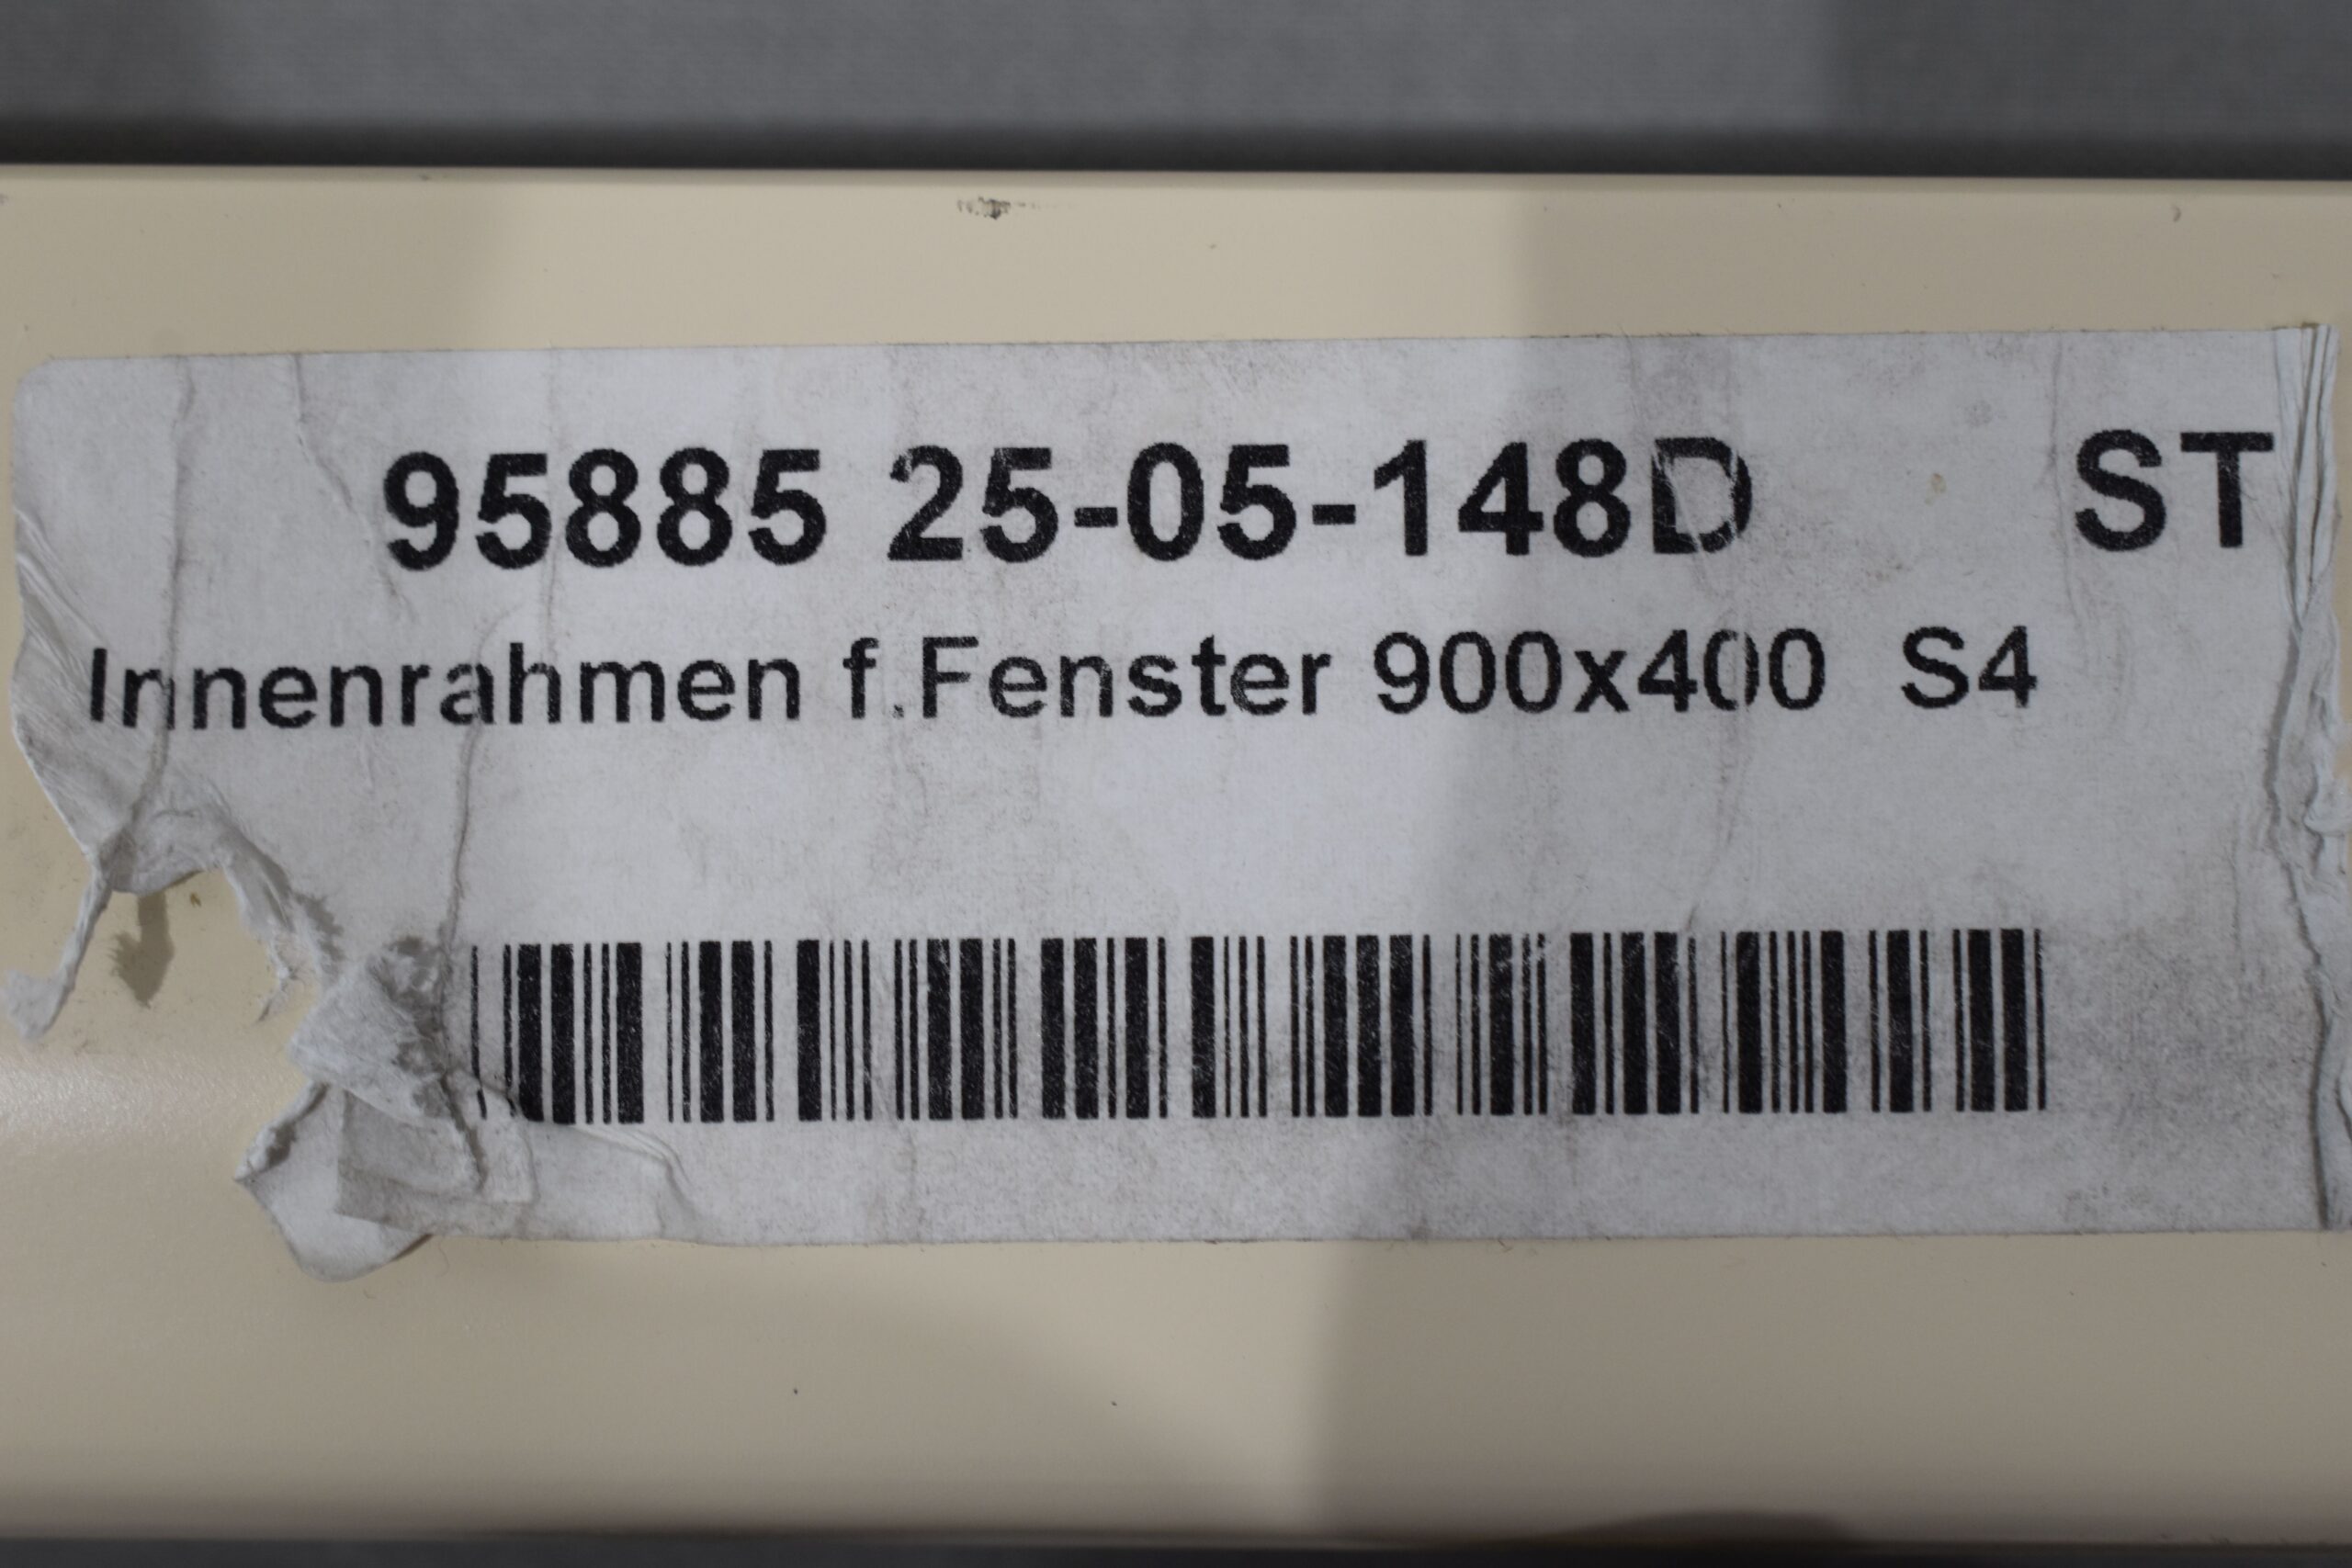 95885 25-05-148D ST
Innenrahmen f.Fenster 900x400 S4